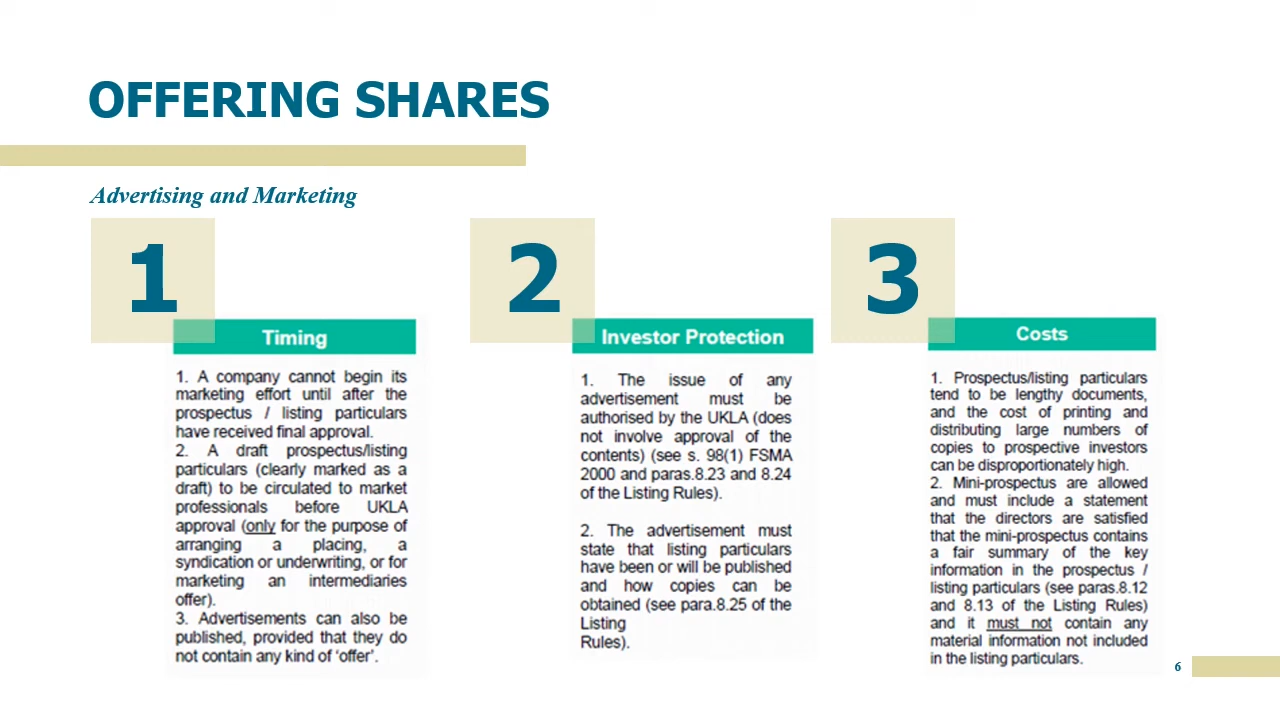 OFFERING SHARES
Advertising and Marketing
1
Timing
1. A company cannot begin its
marketing effort until after the
prospectus / listing particulars
have received final approval.
2. A draft prospectus/listing
particulars (clearly marked as a
draft) to be circulated to market
professionals before UKLA
approval (only for the purpose of
arranging a placing, a
syndication or underwriting, or for
marketing an intermediaries
offer).
3. Advertisements can also be
published, provided that they do
not contain any kind of ‘offer’.
2
Investor Protection
1. The issue of any
advertisement must be
authorised by the UKLA (does
not involve approval of the
contents) (see s. 98(1) FSMA
2000 and paras.8.23 and 8.24
of the Listing Rules).
2. The advertisement must
state that listing particulars
have been or will be published
and how copies can be
obtained (see para.8.25 of the
Listing
Rules).
3
Costs
1. Prospectus/listing particulars
tend to be lengthy documents,
and the cost of printing and
distributing large numbers of
copies to prospective investors
can be disproportionately high.
2. Mini-prospectus are allowed
and must include a statement
that the directors are satisfied
that the mini-prospectus contains
a fair summary of the key
information in the prospectus /
listing particulars (see paras.8.12
and 8.13 of the Listing Rules)
and it must not contain any
material information not included
in the listing particulars.
6